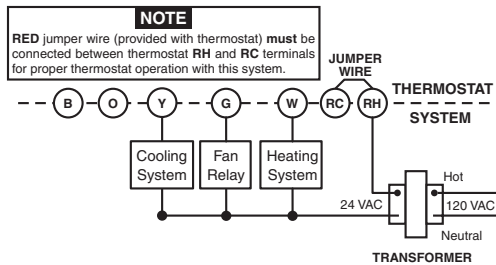 NOTE
RED jumper wire (provided with thermostat) must be
connected between thermostat RH and RC terminals
for proper thermostat operation with this system.
JUMPER
WIRE
THERMOSTAT
B O Y G W RC RH
SYSTEM
Cooling
System
Fan
Relay
Heating
System
24 VAC
Hot
120 VAC
Neutral
TRANSFORMER